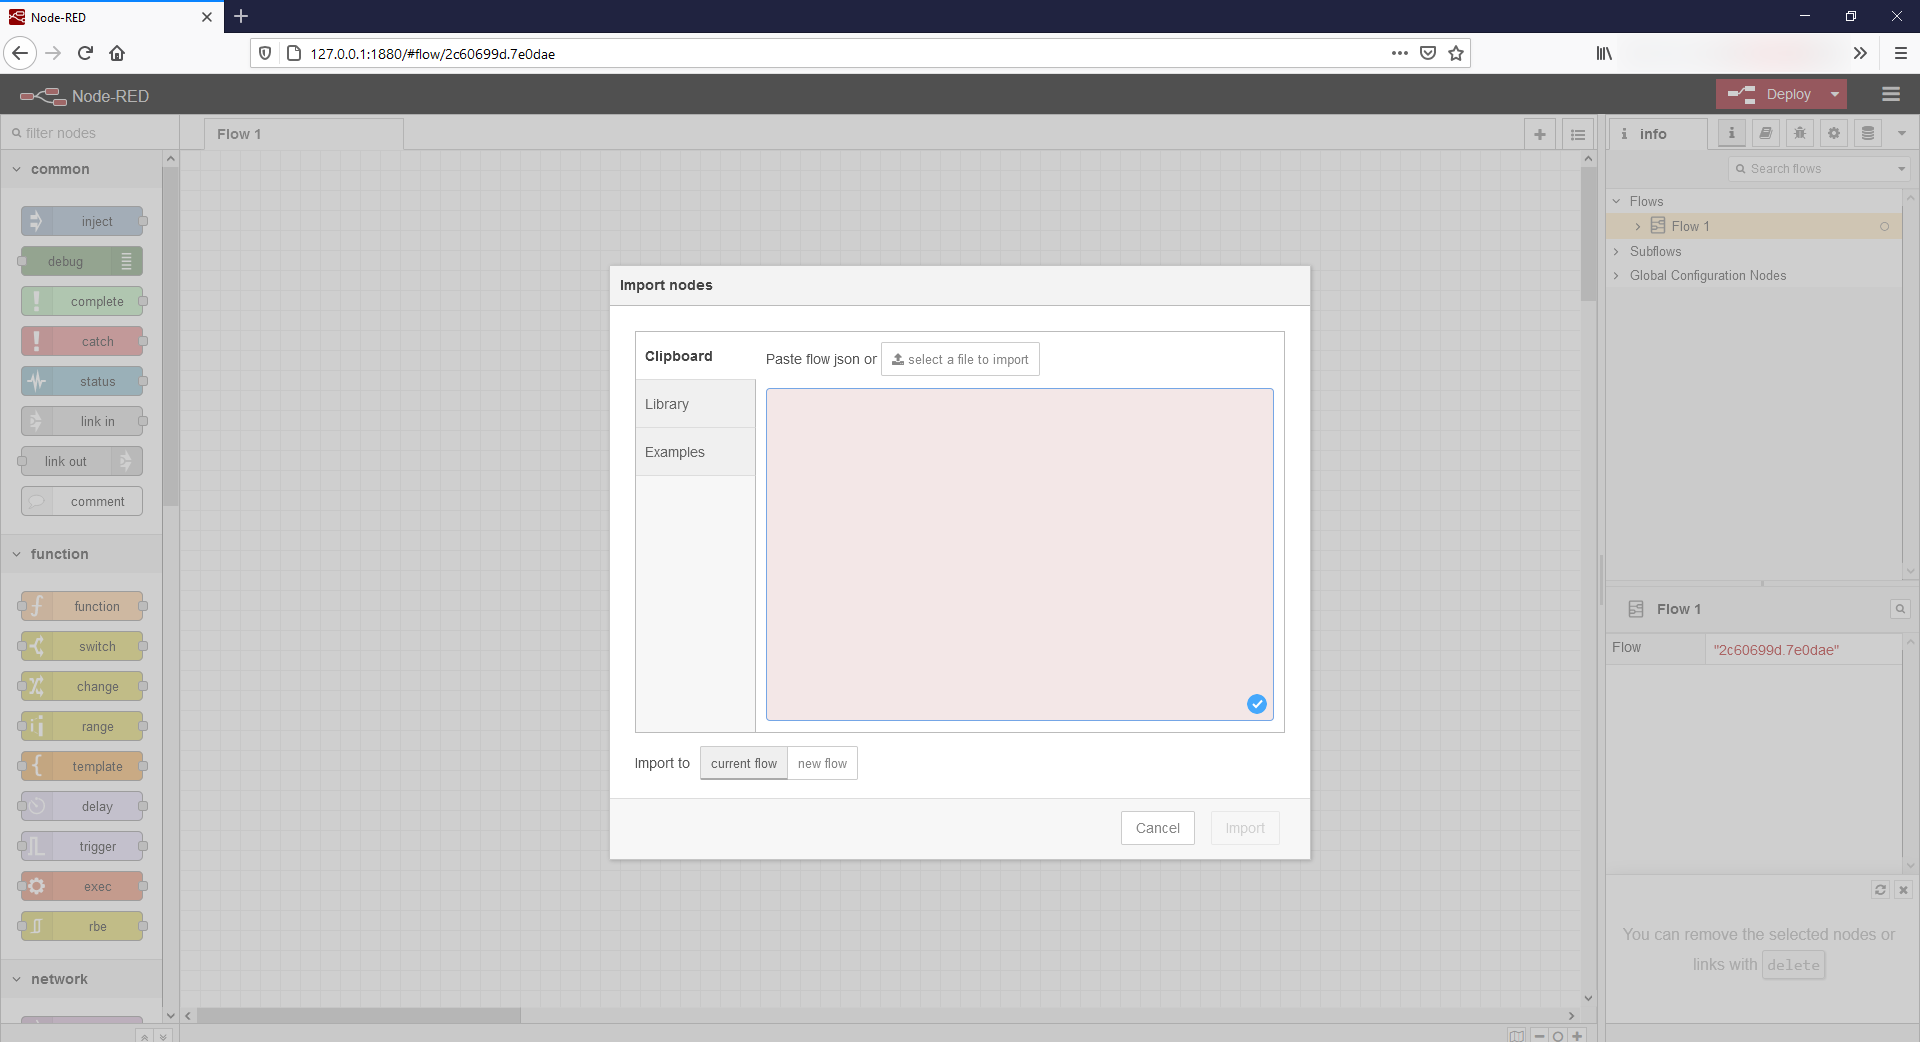 Node-RED
127.0.0.1:1880/#flow/2c60699d.7e0dae
Node-RED
Deploy
filter nodes
Flow 1
info
Search flows
common
inject
debug
complete
catch
status
link in
link out
comment
function
function
switch
change
range
template
delay
trigger
exec
rbe
network
Import nodes
Clipboard
Library
Examples
Paste flow json or select a file to import
Import to current flow new flow
Cancel Import
Flows
Flow 1
Subflows
Global Configuration Nodes
Flow 1
Flow "2c60699d.7e0dae"
You can remove the selected nodes or
links with delete